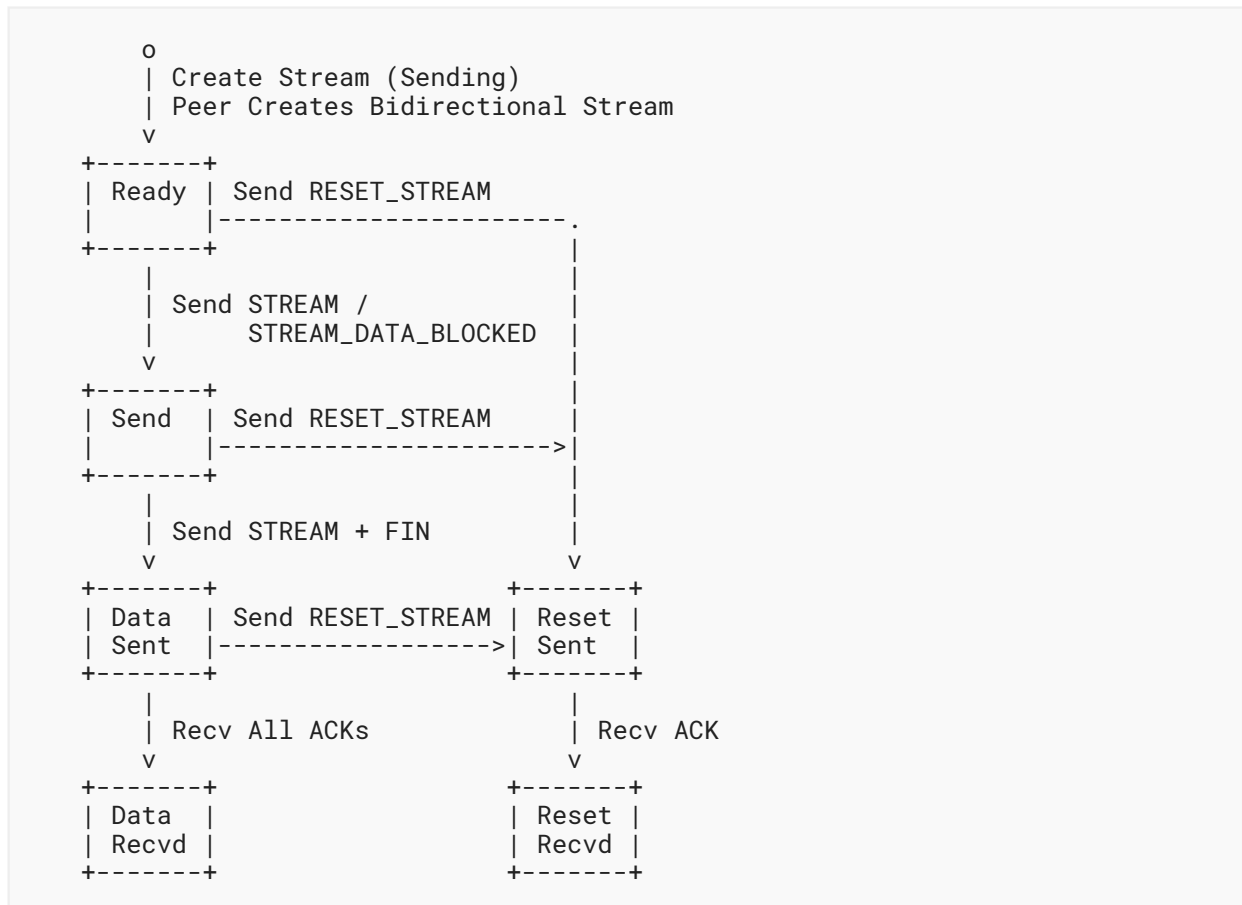 o
| Create Stream (Sending)
| Peer Creates Bidirectional Stream
v
+-------+
| Ready | Send RESET_STREAM
|       |-----------------------.
+-------+                       |
    |                           |
    | Send STREAM /             |
    |      STREAM_DATA_BLOCKED  |
    v                           |
+-------+                       |
| Send  | Send RESET_STREAM     |
|       |---------------------->|
+-------+                       |
    |                           |
    | Send STREAM + FIN         |
    v                           v
+-------+                   +-------+
| Data  | Send RESET_STREAM | Reset |
| Sent  |------------------>| Sent  |
+-------+                   +-------+
    |                           |
    | Recv All ACKs             | Recv ACK
    v                           v
+-------+                   +-------+
| Data  |                   | Reset |
| Recvd |                   | Recvd |
+-------+                   +-------+